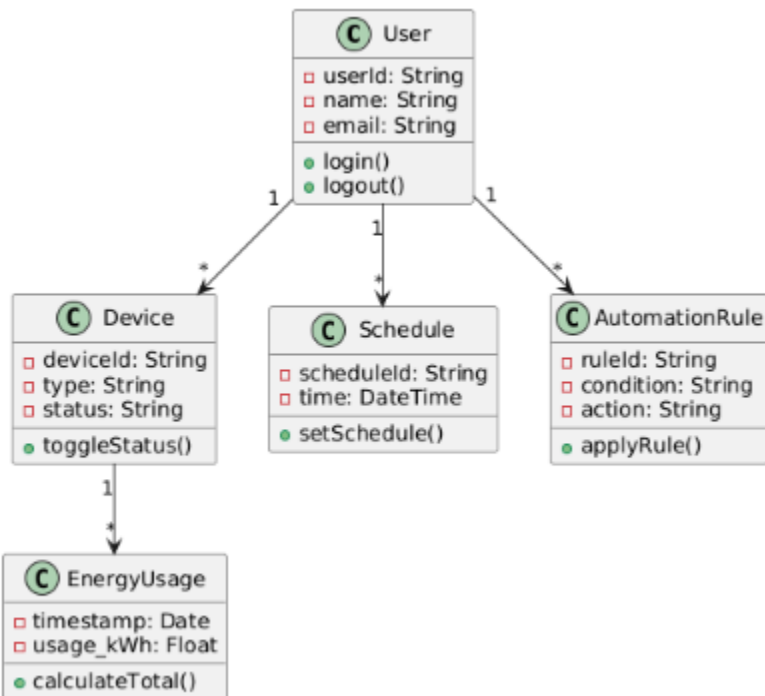 C User
userId: String
name: String
email: String
login()
logout()
1
1
1
*
*
*
C Device
deviceId: String
type: String
status: String
toggleStatus()
C Schedule
scheduleId: String
time: DateTime
setSchedule()
C AutomationRule
ruleId: String
condition: String
action: String
applyRule()
1
*
C EnergyUsage
timestamp: Date
usage_kWh: Float
calculateTotal()